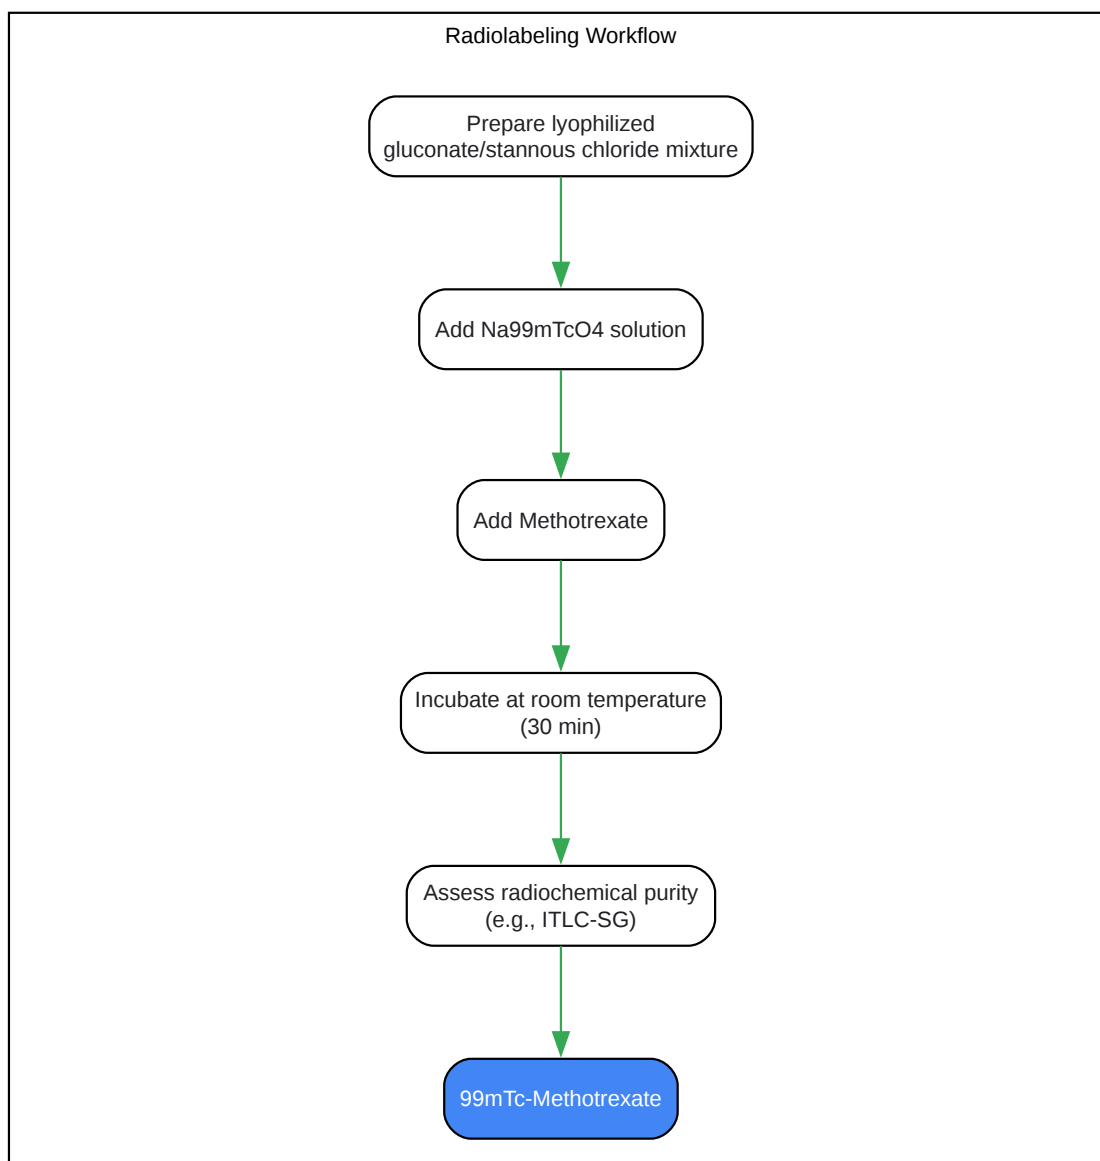 Radiolabeling Workflow
Prepare lyophilized
gluconate/stannous chloride mixture
Add Na99mTcO4 solution
Add Methotrexate
Incubate at room temperature
(30 min)
Assess radiochemical purity
(e.g., ITLC-SG)
99mTc-Methotrexate